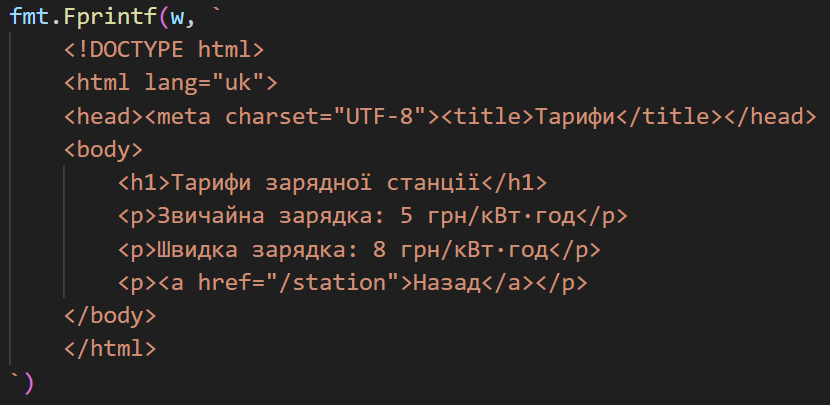 fmt.Fprintf(w, `
<!DOCTYPE html>
<html lang="uk">
<head><meta charset="UTF-8"><title>Тарифи</title></head>
<body>
<h1>Тарифи зарядної станції</h1>
<p>Звичайна зарядка: 5 грн/кВт·год</p>
<p>Швидка зарядка: 8 грн/кВт·год</p>
<p><a href="/station">Назад</a></p>
</body>
</html>
`)